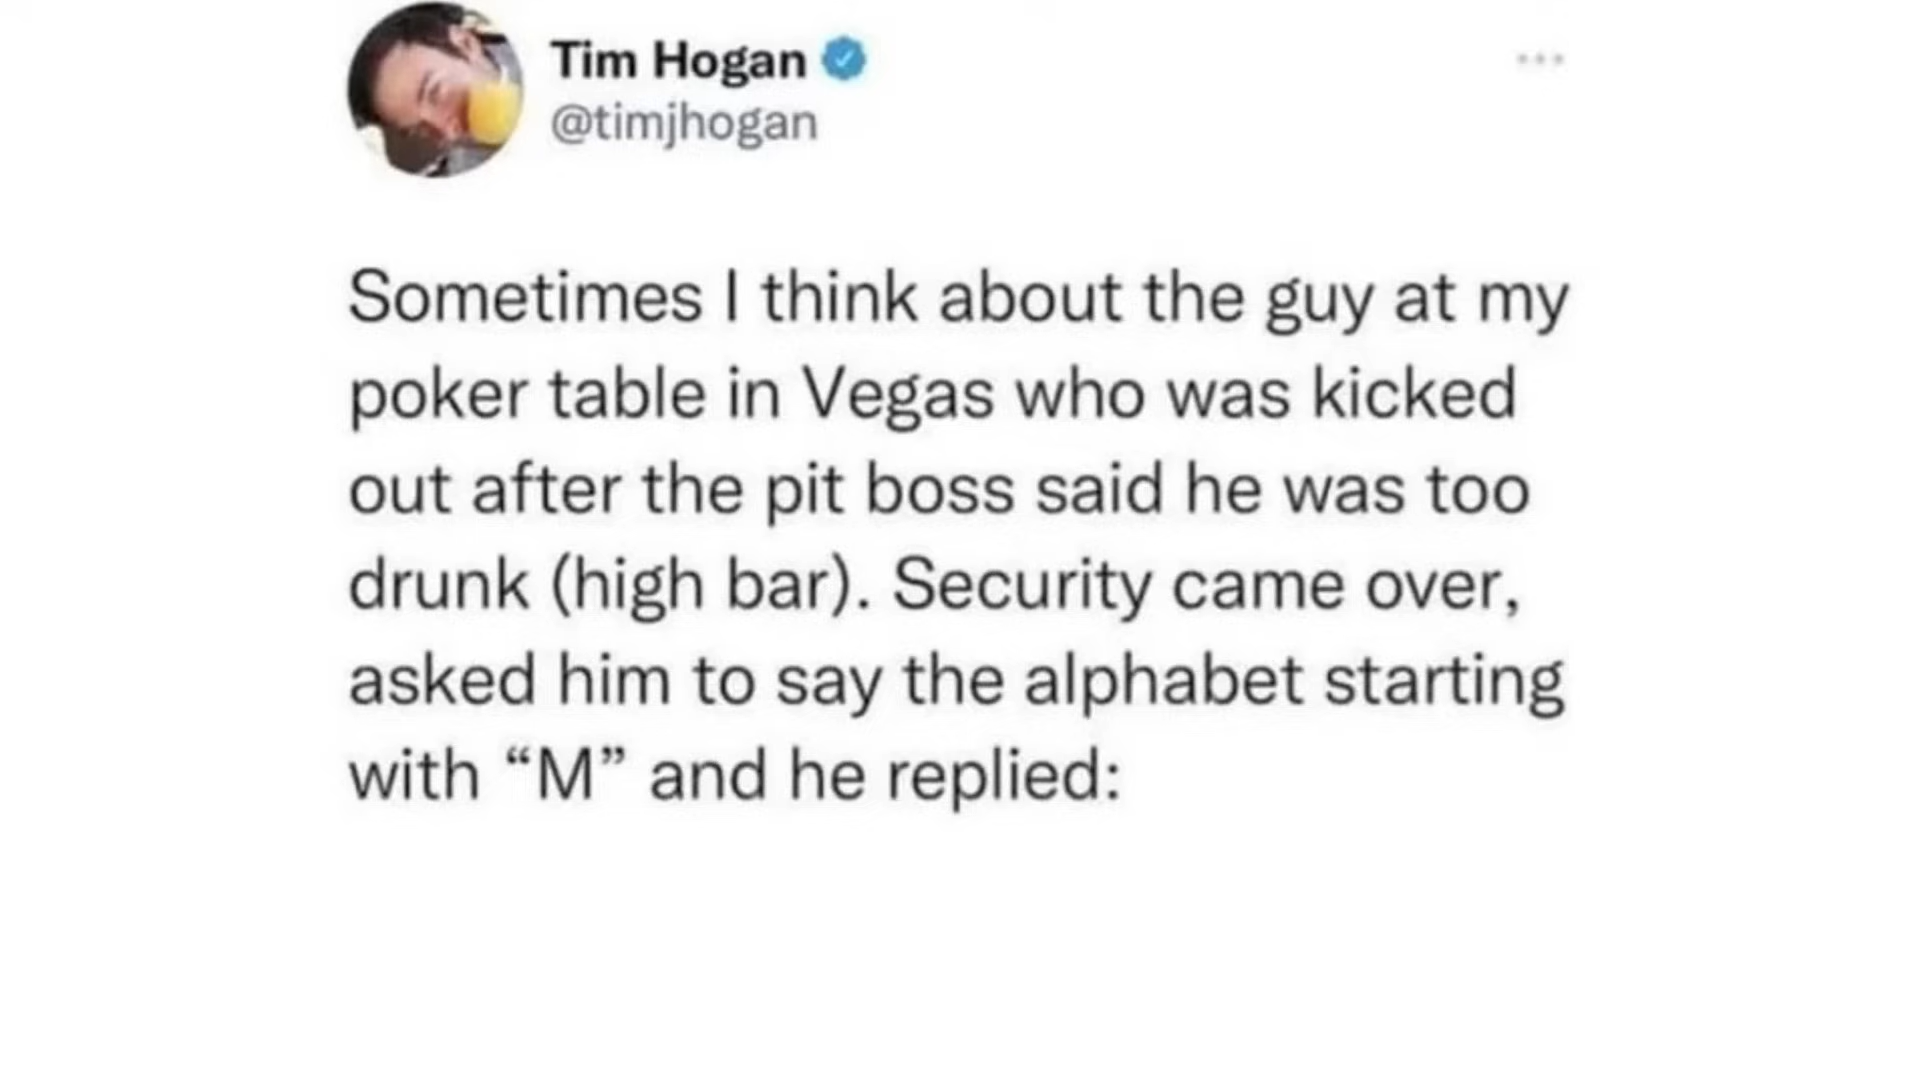 Tim Hogan
@timjhogan
Sometimes I think about the guy at my
poker table in Vegas who was kicked
out after the pit boss said he was too
drunk (high bar). Security came over,
asked him to say the alphabet starting
with “M” and he replied: